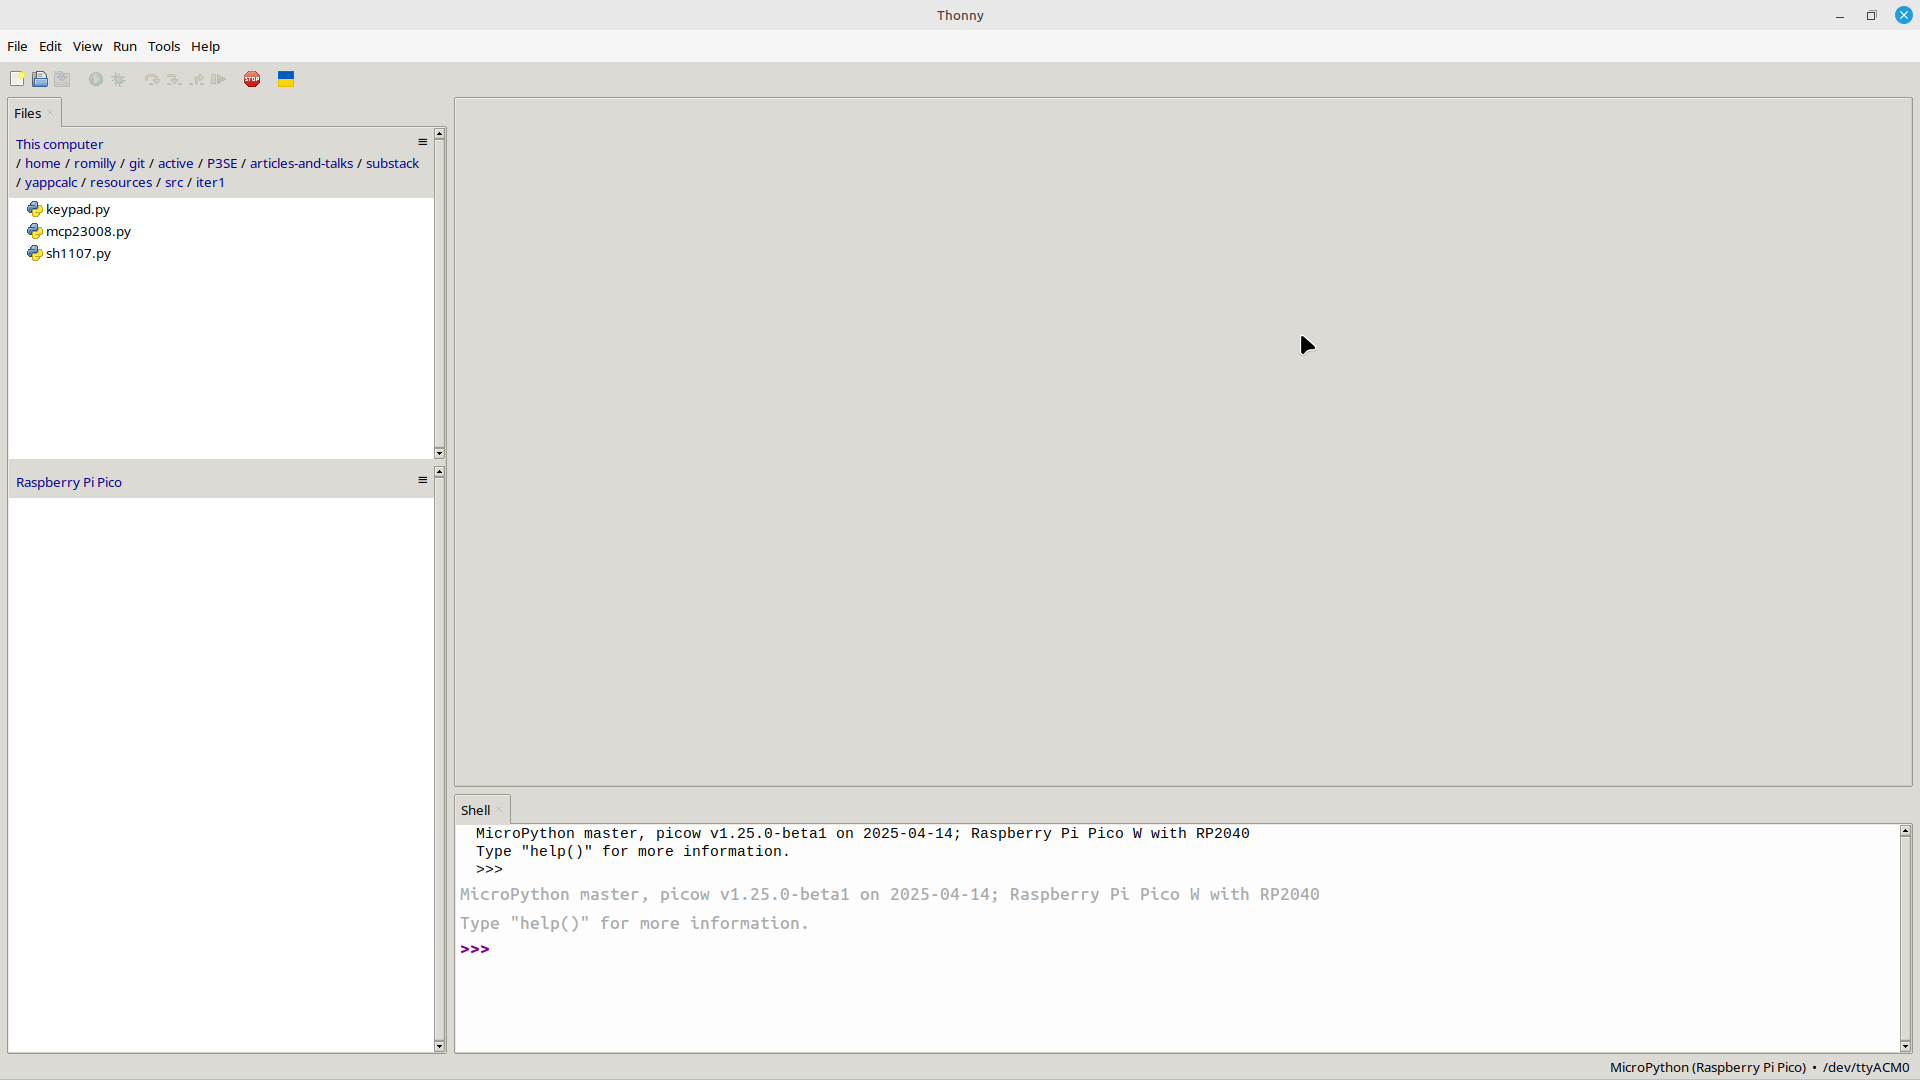 Thonny
File Edit View Run Tools Help
STOP
Files
This computer
/ home / romilly / git / active / P3SE / articles-and-talks / substack
/ yappcalc / resources / src / iter1
keypad.py
mcp23008.py
sh1107.py
Raspberry Pi Pico
Shell
MicroPython master, picow v1.25.0-beta1 on 2025-04-14; Raspberry Pi Pico W with RP2040
Type "help()" for more information.
>>>
MicroPython master, picow v1.25.0-beta1 on 2025-04-14; Raspberry Pi Pico W with RP2040
Type "help()" for more information.
>>>
MicroPython (Raspberry Pi Pico) • /dev/ttyACM0